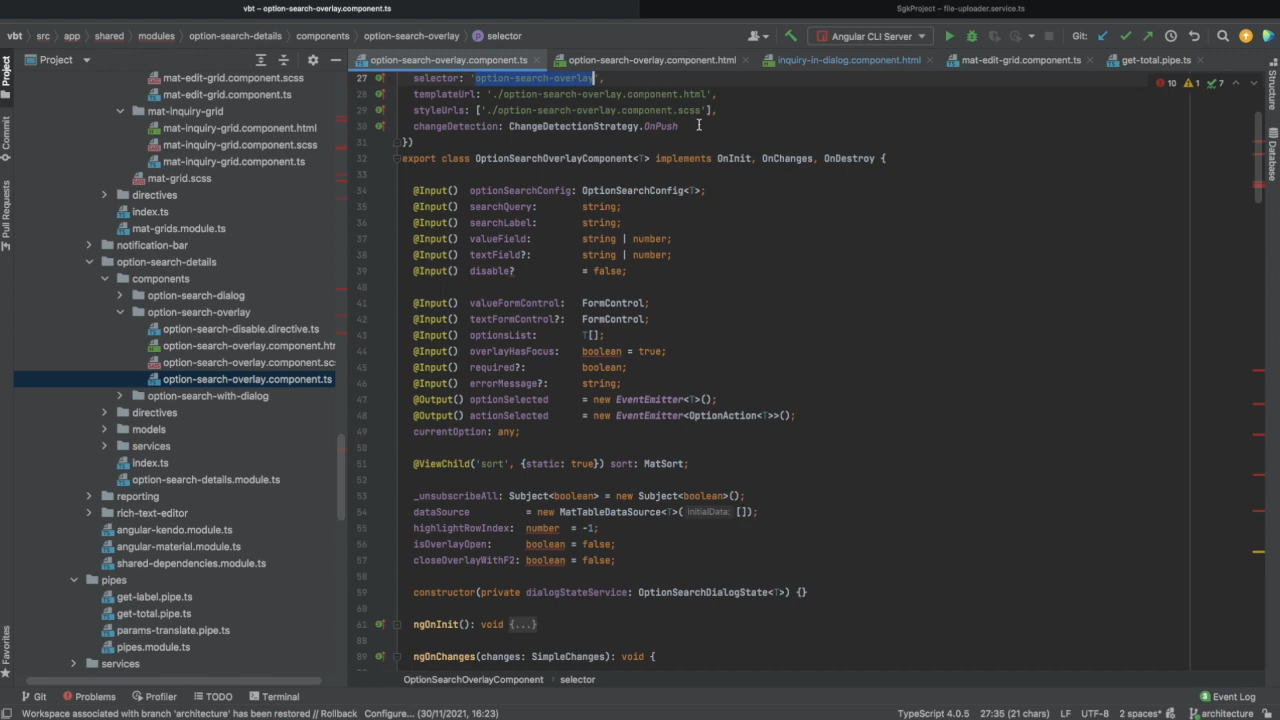 vbt – option-search-overlay.component.ts
SgkProject – file-uploader.service.ts
vbt
src
app
shared
modules
option-search-details
components
option-search-overlay
selector
Angular CLI Server
Git:
Project
option-search-overlay.component.ts
option-search-overlay.component.html
inquiry-in-dialog.component.html
mat-edit-grid.component.ts
get-total.pipe.ts
Project
Commit
Pull Requests
Structure
Favorites
Structure
Database
10 1 7
mat-edit-grid.component.scss
mat-edit-grid.component.ts
mat-inquiry-grid
mat-inquiry-grid.component.html
mat-inquiry-grid.component.scss
mat-inquiry-grid.component.ts
mat-grid.scss
directives
index.ts
mat-grids.module.ts
notification-bar
option-search-details
components
option-search-dialog
option-search-overlay
option-search-disable.directive.ts
option-search-overlay.component.htr
option-search-overlay.component.sc
option-search-overlay.component.ts
option-search-with-dialog
directives
models
services
index.ts
option-search-details.module.ts
reporting
rich-text-editor
angular-kendo.module.ts
angular-material.module.ts
shared-dependencies.module.ts
pipes
get-label.pipe.ts
get-total.pipe.ts
params-translate.pipe.ts
pipes.module.ts
services
27 selector: 'option-search-overlay',
28 templateUrl: './option-search-overlay.component.html',
29 styleUrls: ['./option-search-overlay.component.scss'],
30 changeDetection: ChangeDetectionStrategy.OnPush
31 })
32 export class OptionSearchOverlayComponent<T> implements OnInit, OnChanges, OnDestroy {
33
34 @Input() optionSearchConfig: OptionSearchConfig<T>;
35 @Input() searchQuery: string;
36 @Input() searchLabel: string;
37 @Input() valueField: string | number;
38 @Input() textField?: string | number;
39 @Input() disable? = false;
40
41 @Input() valueFormControl: FormControl;
42 @Input() textFormControl?: FormControl;
43 @Input() optionsList: T[];
44 @Input() overlayHasFocus: boolean = true;
45 @Input() required?: boolean;
46 @Input() errorMessage?: string;
47 @Output() optionSelected = new EventEmitter<T>();
48 @Output() actionSelected = new EventEmitter<OptionAction<T>>();
49 currentOption: any;
50
51 @ViewChild('sort', {static: true}) sort: MatSort;
52
53 _unsubscribeAll: Subject<boolean> = new Subject<boolean>();
54 dataSource = new MatTableDataSource<T>( initialData: []);
55 highlightRowIndex: number = -1;
56 isOverlayOpen: boolean = false;
57 closeOverlayWithF2: boolean = false;
58
59 constructor(private dialogStateService: OptionSearchDialogState<T>) {}
60
61 ngOnInit(): void {...}
88
89 ngOnChanges(changes: SimpleChanges): void {
OptionSearchOverlayComponent
selector
Git
Problems
Profiler
TODO
Terminal
3 Event Log
Workspace associated with branch 'architecture' has been restored // Rollback Configure... (30/11/2021, 16:23)
TypeScript 4.0.5
27:35 (21 chars)
LF
UTF-8
2 spaces*
architecture